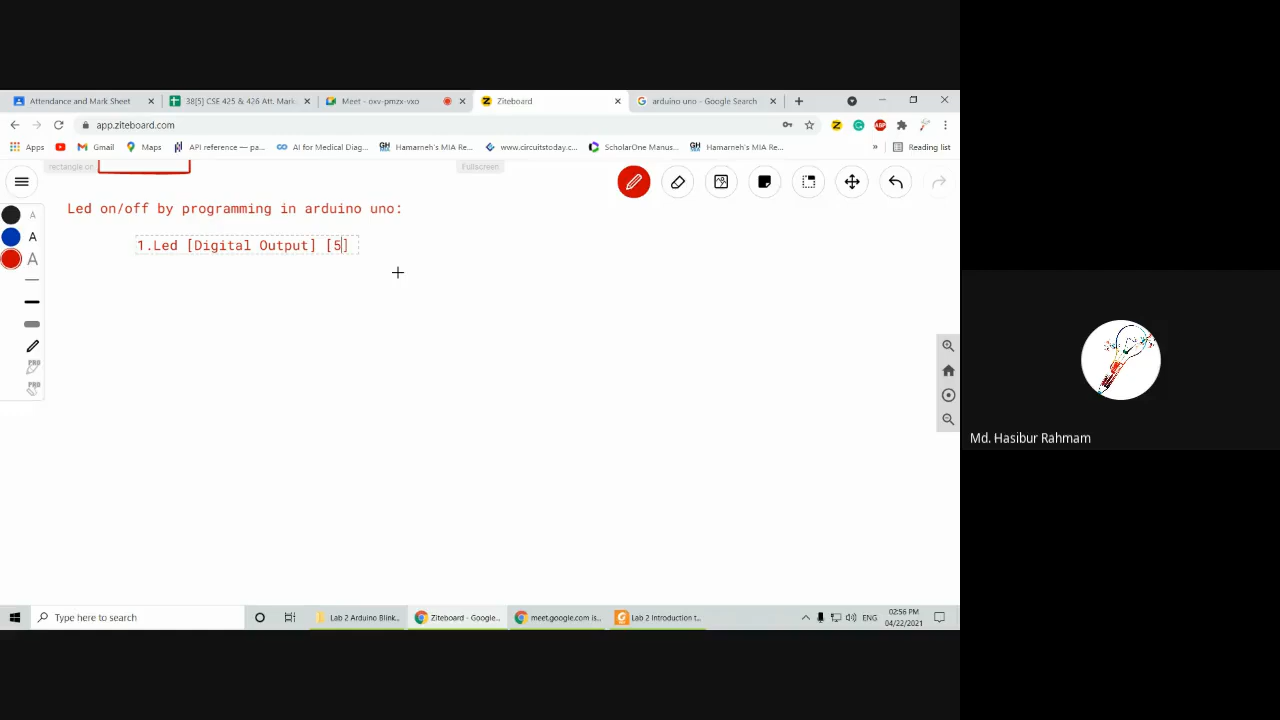 Attendance and Mark Sheet
38[5] CSE 425 & 426 Att. Mark
Meet - oxv-pmzx-vxo
Ziteboard
arduino uno - Google Search
app.ziteboard.com
Apps
Gmail
Maps
API reference — pa...
AI for Medical Diag...
Hamarneh's MIA Re...
www.circuitstoday.c...
ScholarOne Manus...
Hamarneh's MIA Re...
»
Reading list
rectangle on
Fullscreen
Led on/off by programming in arduino uno:
1.Led [Digital Output] [5]
A
A
A
PRO
PRO
Md. Hasibur Rahmam
Type here to search
Lab 2 Arduino Blink...
Ziteboard - Google...
meet.google.com is...
Lab 2 Introduction t...
ENG
02:56 PM
04/22/2021